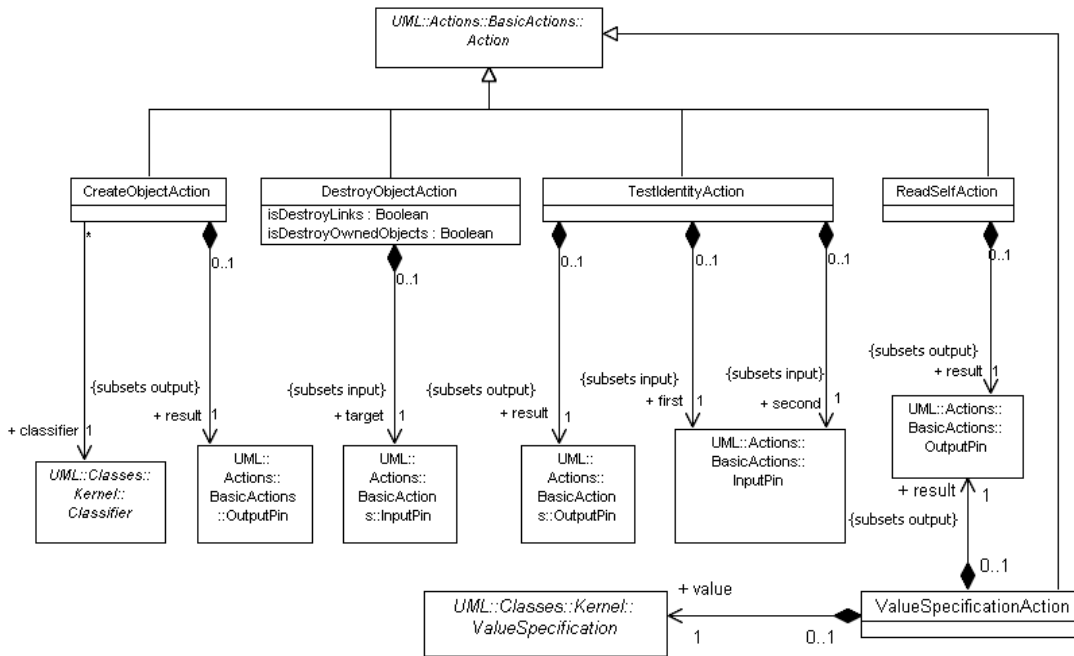 UML::Actions::BasicActions::
Action
CreateObjectAction
DestroyObjectAction
isDestroyLinks : Boolean
isDestroyOwnedObjects : Boolean
TestIdentityAction
ReadSelfAction
*
0..1
0..1
0..1
0..1
0..1
0..1
{subsets output}
+ result
1
+ classifier
1
{subsets input}
+ target
1
{subsets output}
+ result
1
{subsets input}
+ first
1
{subsets input}
+ second
1
{subsets output}
+ result
1
UML::Classes::
Kernel::
Classifier
UML::
Actions::
BasicActions
::OutputPin
UML::
Actions::
BasicAction
s::InputPin
UML::
Actions::
BasicAction
s::OutputPin
UML::Actions::
BasicActions::
InputPin
UML::Actions::
BasicActions::
OutputPin
+ result
1
{subsets output}
0..1
ValueSpecificationAction
+ value
1
0..1
UML::Classes::Kernel::
ValueSpecification